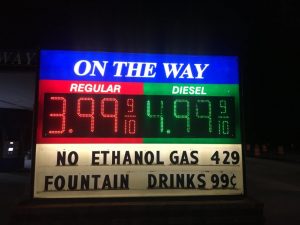 ON THE WAY
REGULAR DIESEL
3.99 9/10 4.99 9/10
NO ETHANOL GAS 429
FOUNTAIN DRINKS 99¢
WAY